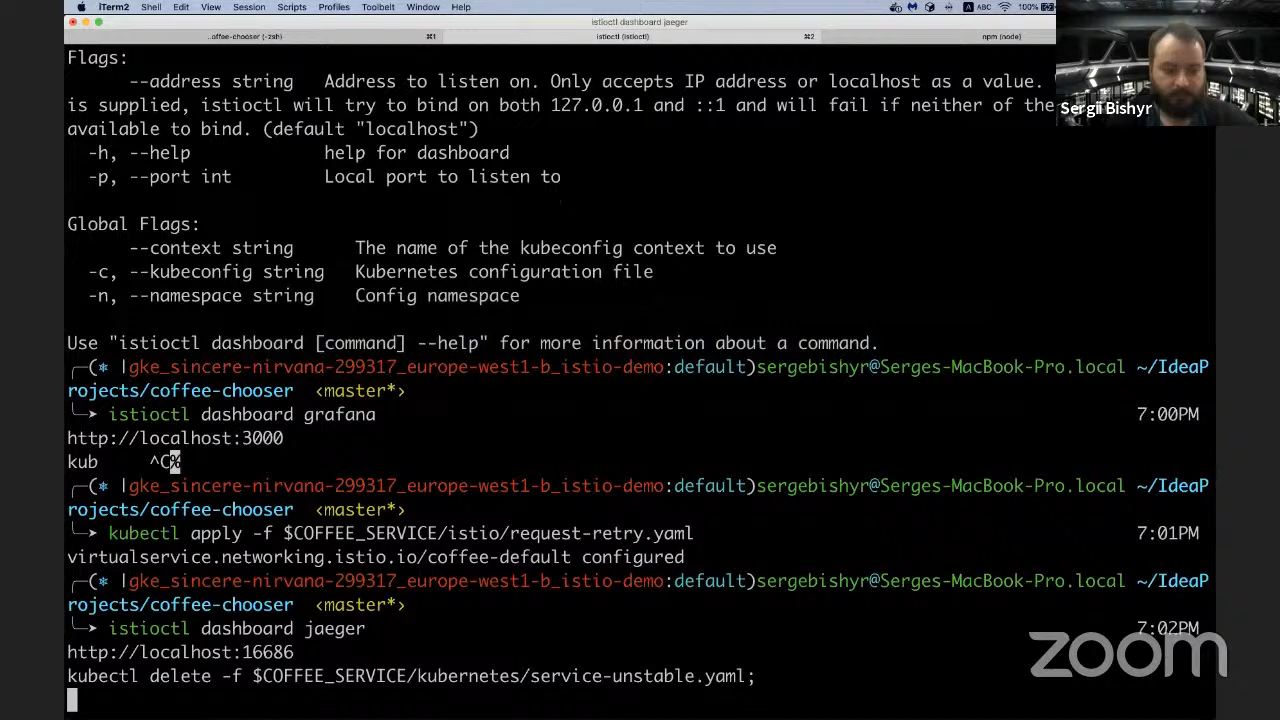 iTerm2 Shell Edit View Session Scripts Profiles Toolbelt Window Help ABC 100%
istioctl dashboard jaeger
..offee-chooser (-zsh) ⌘1 istioctl (istioctl) ⌘2 npm (node)
Flags:
--address string Address to listen on. Only accepts IP address or localhost as a value.
is supplied, istioctl will try to bind on both 127.0.0.1 and ::1 and will fail if neither of the
available to bind. (default "localhost")
-h, --help help for dashboard
-p, --port int Local port to listen to
Global Flags:
--context string The name of the kubeconfig context to use
-c, --kubeconfig string Kubernetes configuration file
-n, --namespace string Config namespace
Use "istioctl dashboard [command] --help" for more information about a command.
╭─(⎈ |gke_sincere-nirvana-299317_europe-west1-b_istio-demo:default)sergebishyr@Serges-MacBook-Pro.local ~/IdeaP
rojects/coffee-chooser ‹master*›
╰─➤ istioctl dashboard grafana 7:00PM
http://localhost:3000
kub ^C%
╭─(⎈ |gke_sincere-nirvana-299317_europe-west1-b_istio-demo:default)sergebishyr@Serges-MacBook-Pro.local ~/IdeaP
rojects/coffee-chooser ‹master*›
╰─➤ kubectl apply -f $COFFEE_SERVICE/istio/request-retry.yaml 7:01PM
virtualservice.networking.istio.io/coffee-default configured
╭─(⎈ |gke_sincere-nirvana-299317_europe-west1-b_istio-demo:default)sergebishyr@Serges-MacBook-Pro.local ~/IdeaP
rojects/coffee-chooser ‹master*›
╰─➤ istioctl dashboard jaeger 7:02PM
http://localhost:16686
kubectl delete -f $COFFEE_SERVICE/kubernetes/service-unstable.yaml;
Sergii Bishyr
zoom